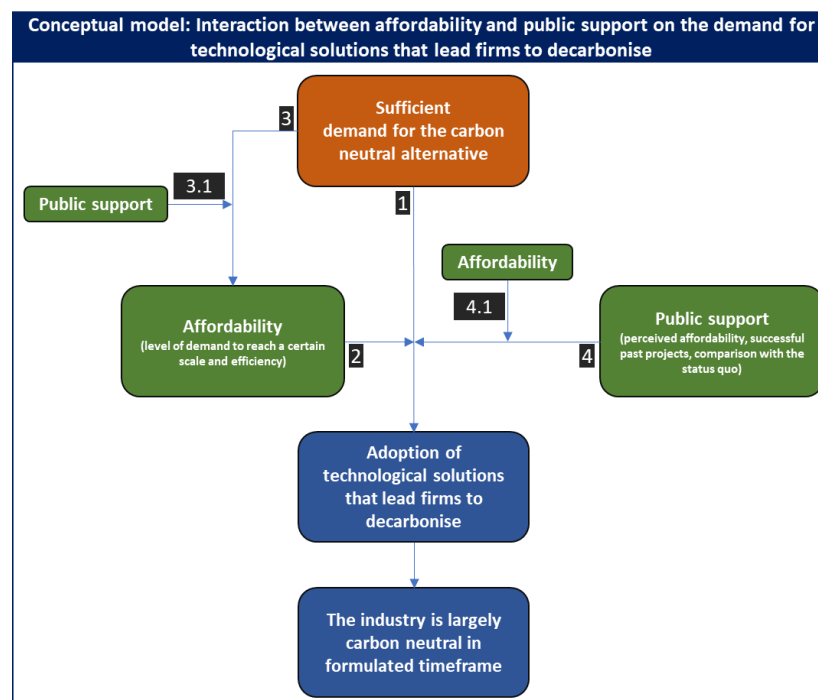 Conceptual model: Interaction between affordability and public support on the demand for
technological solutions that lead firms to decarbonise
Sufficient
demand for the carbon
neutral alternative
3
3.1
Public support
1
Affordability
4.1
Affordability
(level of demand to reach a certain
scale and efficiency)
2
4
Public support
(perceived affordability, successful
past projects, comparison with the
status quo)
Adoption of
technological solutions
that lead firms to
decarbonise
The industry is largely
carbon neutral in
formulated timeframe